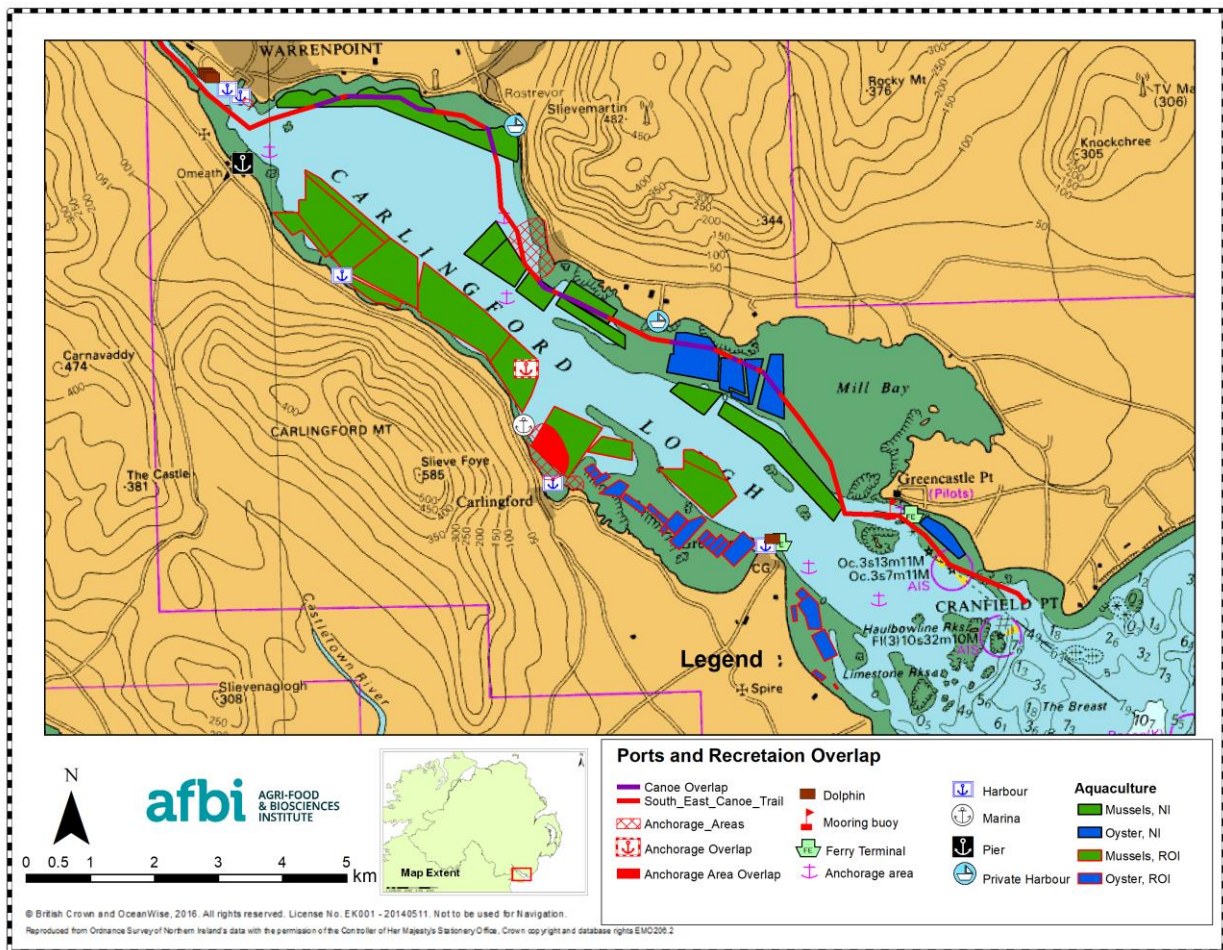 WARRENPOINT
Rostrevor
Slievemartin
482
450
Rocky Mt
376
TV Ma
(306)
Knockchree
305
Omeath
344
CARLINGFORD
LOUGH
Carnavaddy
474
CARLINGFORD MT
The Castle
381
Slieve Foye
585
Carlingford
Mill Bay
Greencastle Pt
(Pilots)
FE
CG
Oc.3s13m11M
Oc.3s7m11M
AIS
CRANFIELD PT
Haulbowline Rks
Fl(3)10s32m10M
AIS
Limestone Rks
The Breast
Castletown River
Slievenaglogh
308
Spire
Legend
Ports and Recretaion Overlap
Canoe Overlap
South_East_Canoe_Trail
Anchorage_Areas
Anchorage Overlap
Anchorage Area Overlap
Dolphin
Mooring buoy
FE Ferry Terminal
Anchorage area
Harbour
Marina
Pier
Private Harbour
Aquaculture
Mussels, NI
Oyster, NI
Mussels, ROI
Oyster, ROI
N
0 0.5 1 2 3 4 5 km
afbi AGRI-FOOD
& BIOSCIENCES
INSTITUTE
N
Map Extent
© British Crown and OceanWise, 2016. All rights reserved. License No. EK001 - 20140511. Not to be used for Navigation.
Reproduced from Ordnance Survey of Northern Ireland's data with the permission of the Controller of Her Majesty's Stationery Office, Crown copyright and database rights EMO206.2